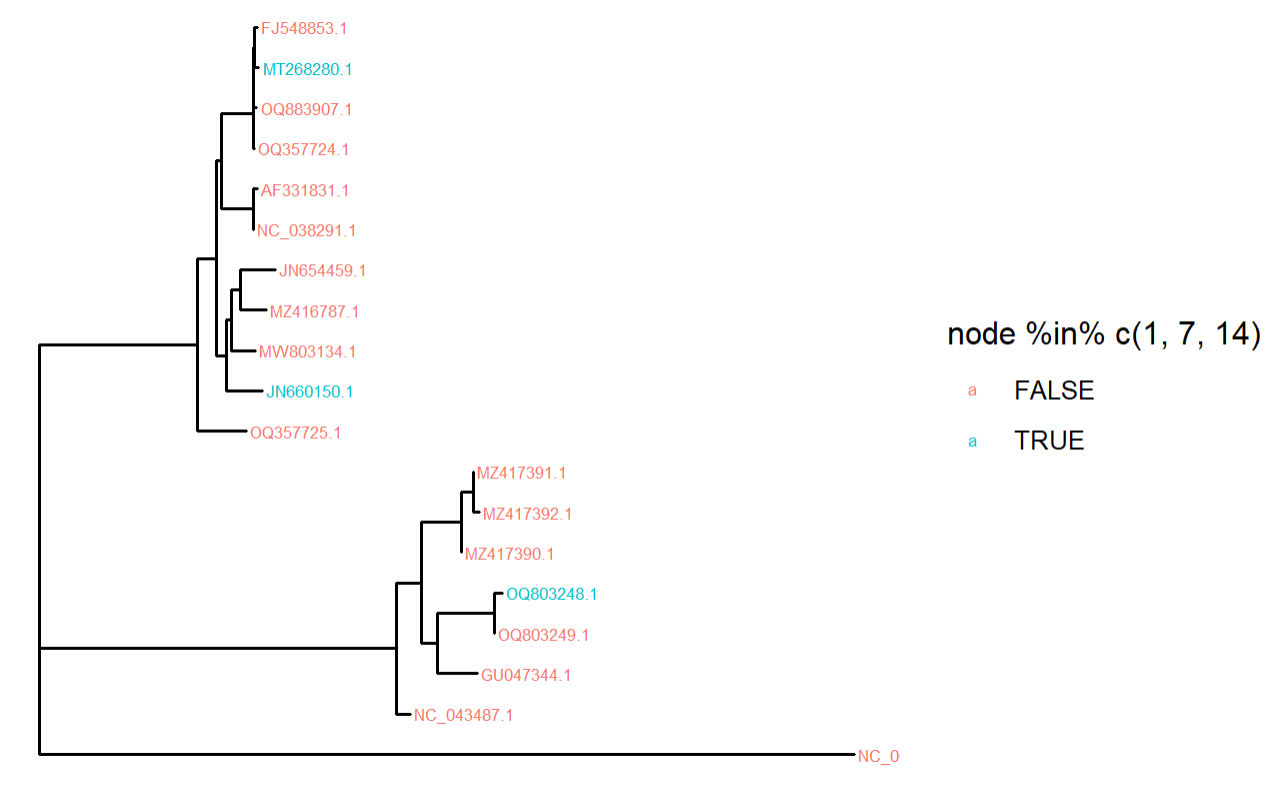 FJ548853.1
MT268280.1
OQ883907.1
OQ357724.1
AF331831.1
NC_038291.1
JN654459.1
MZ416787.1
MW803134.1
JN660150.1
OQ357725.1
MZ417391.1
MZ417392.1
MZ417390.1
OQ803248.1
OQ803249.1
GU047344.1
NC_043487.1
NC_0
node %in% c(1, 7, 14)
a FALSE
a TRUE